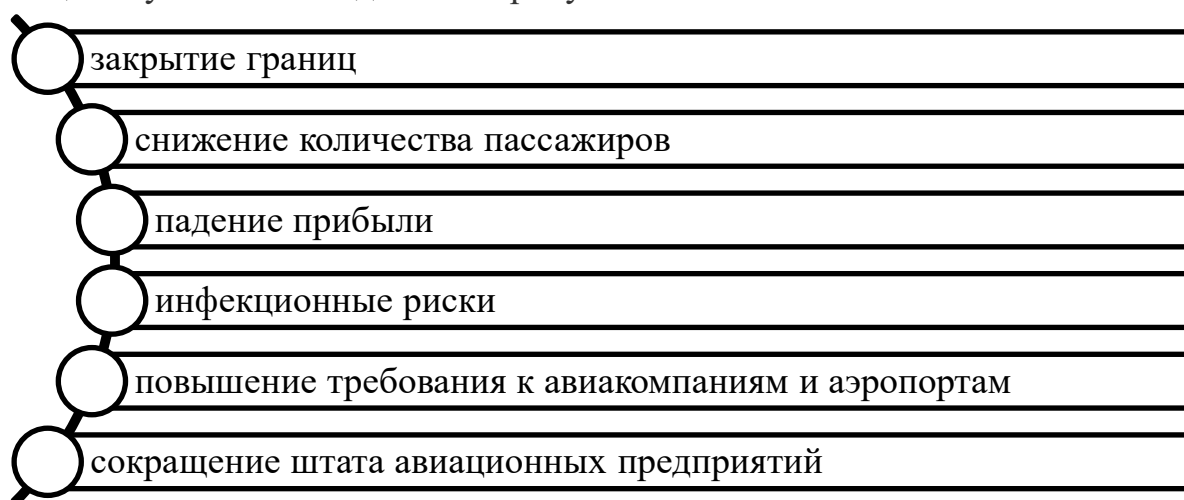 закрытие границ
снижение количества пассажиров
падение прибыли
инфекционные риски
повышение требования к авиакомпаниям и аэропортам
сокращение штата авиационных предприятий